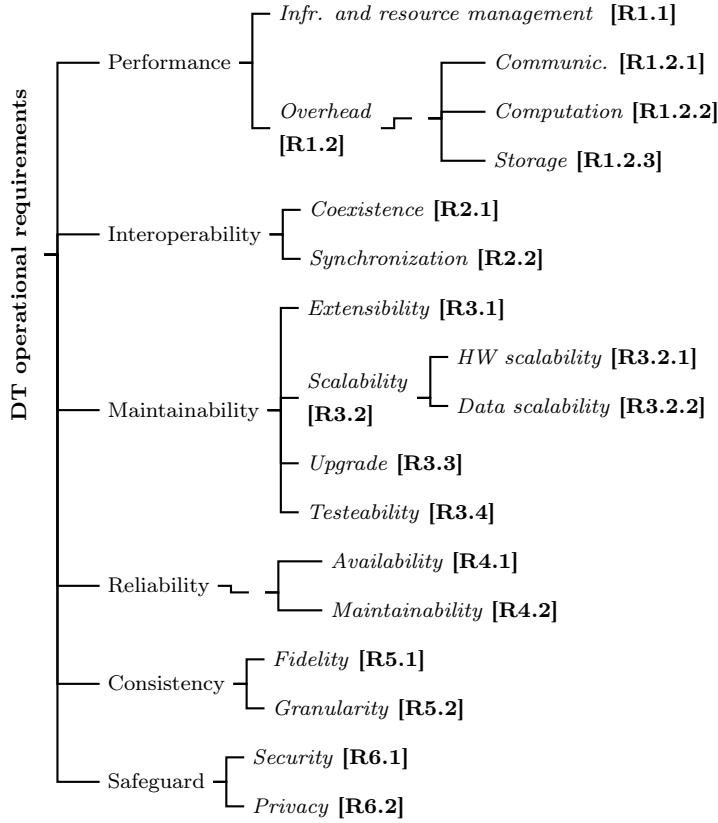 DT operational requirements
Performance
Infr. and resource management [R1.1]
Overhead
[R1.2]
Communic. [R1.2.1]
Computation [R1.2.2]
Storage [R1.2.3]
Interoperability
Coexistence [R2.1]
Synchronization [R2.2]
Maintainability
Extensibility [R3.1]
Scalability
[R3.2]
HW scalability [R3.2.1]
Data scalability [R3.2.2]
Upgrade [R3.3]
Testeability [R3.4]
Reliability
Availability [R4.1]
Maintainability [R4.2]
Consistency
Fidelity [R5.1]
Granularity [R5.2]
Safeguard
Security [R6.1]
Privacy [R6.2]